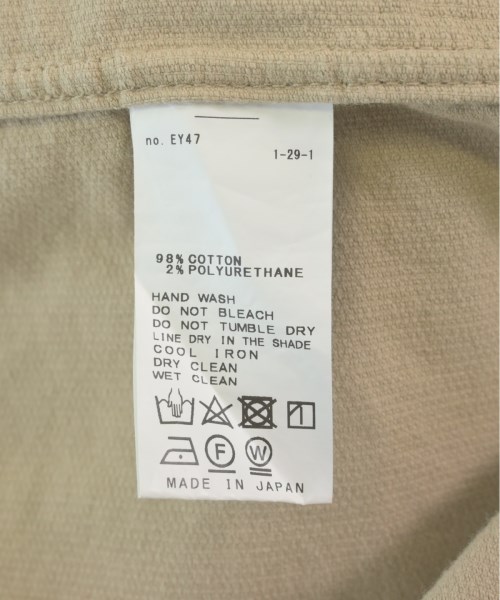 no. EY47
1-29-1
98% COTTON
2% POLYURETHANE
HAND WASH
DO NOT BLEACH
DO NOT TUMBLE DRY
LINE DRY IN THE SHADE
COOL IRON
DRY CLEAN
WET CLEAN
F W
MADE IN JAPAN